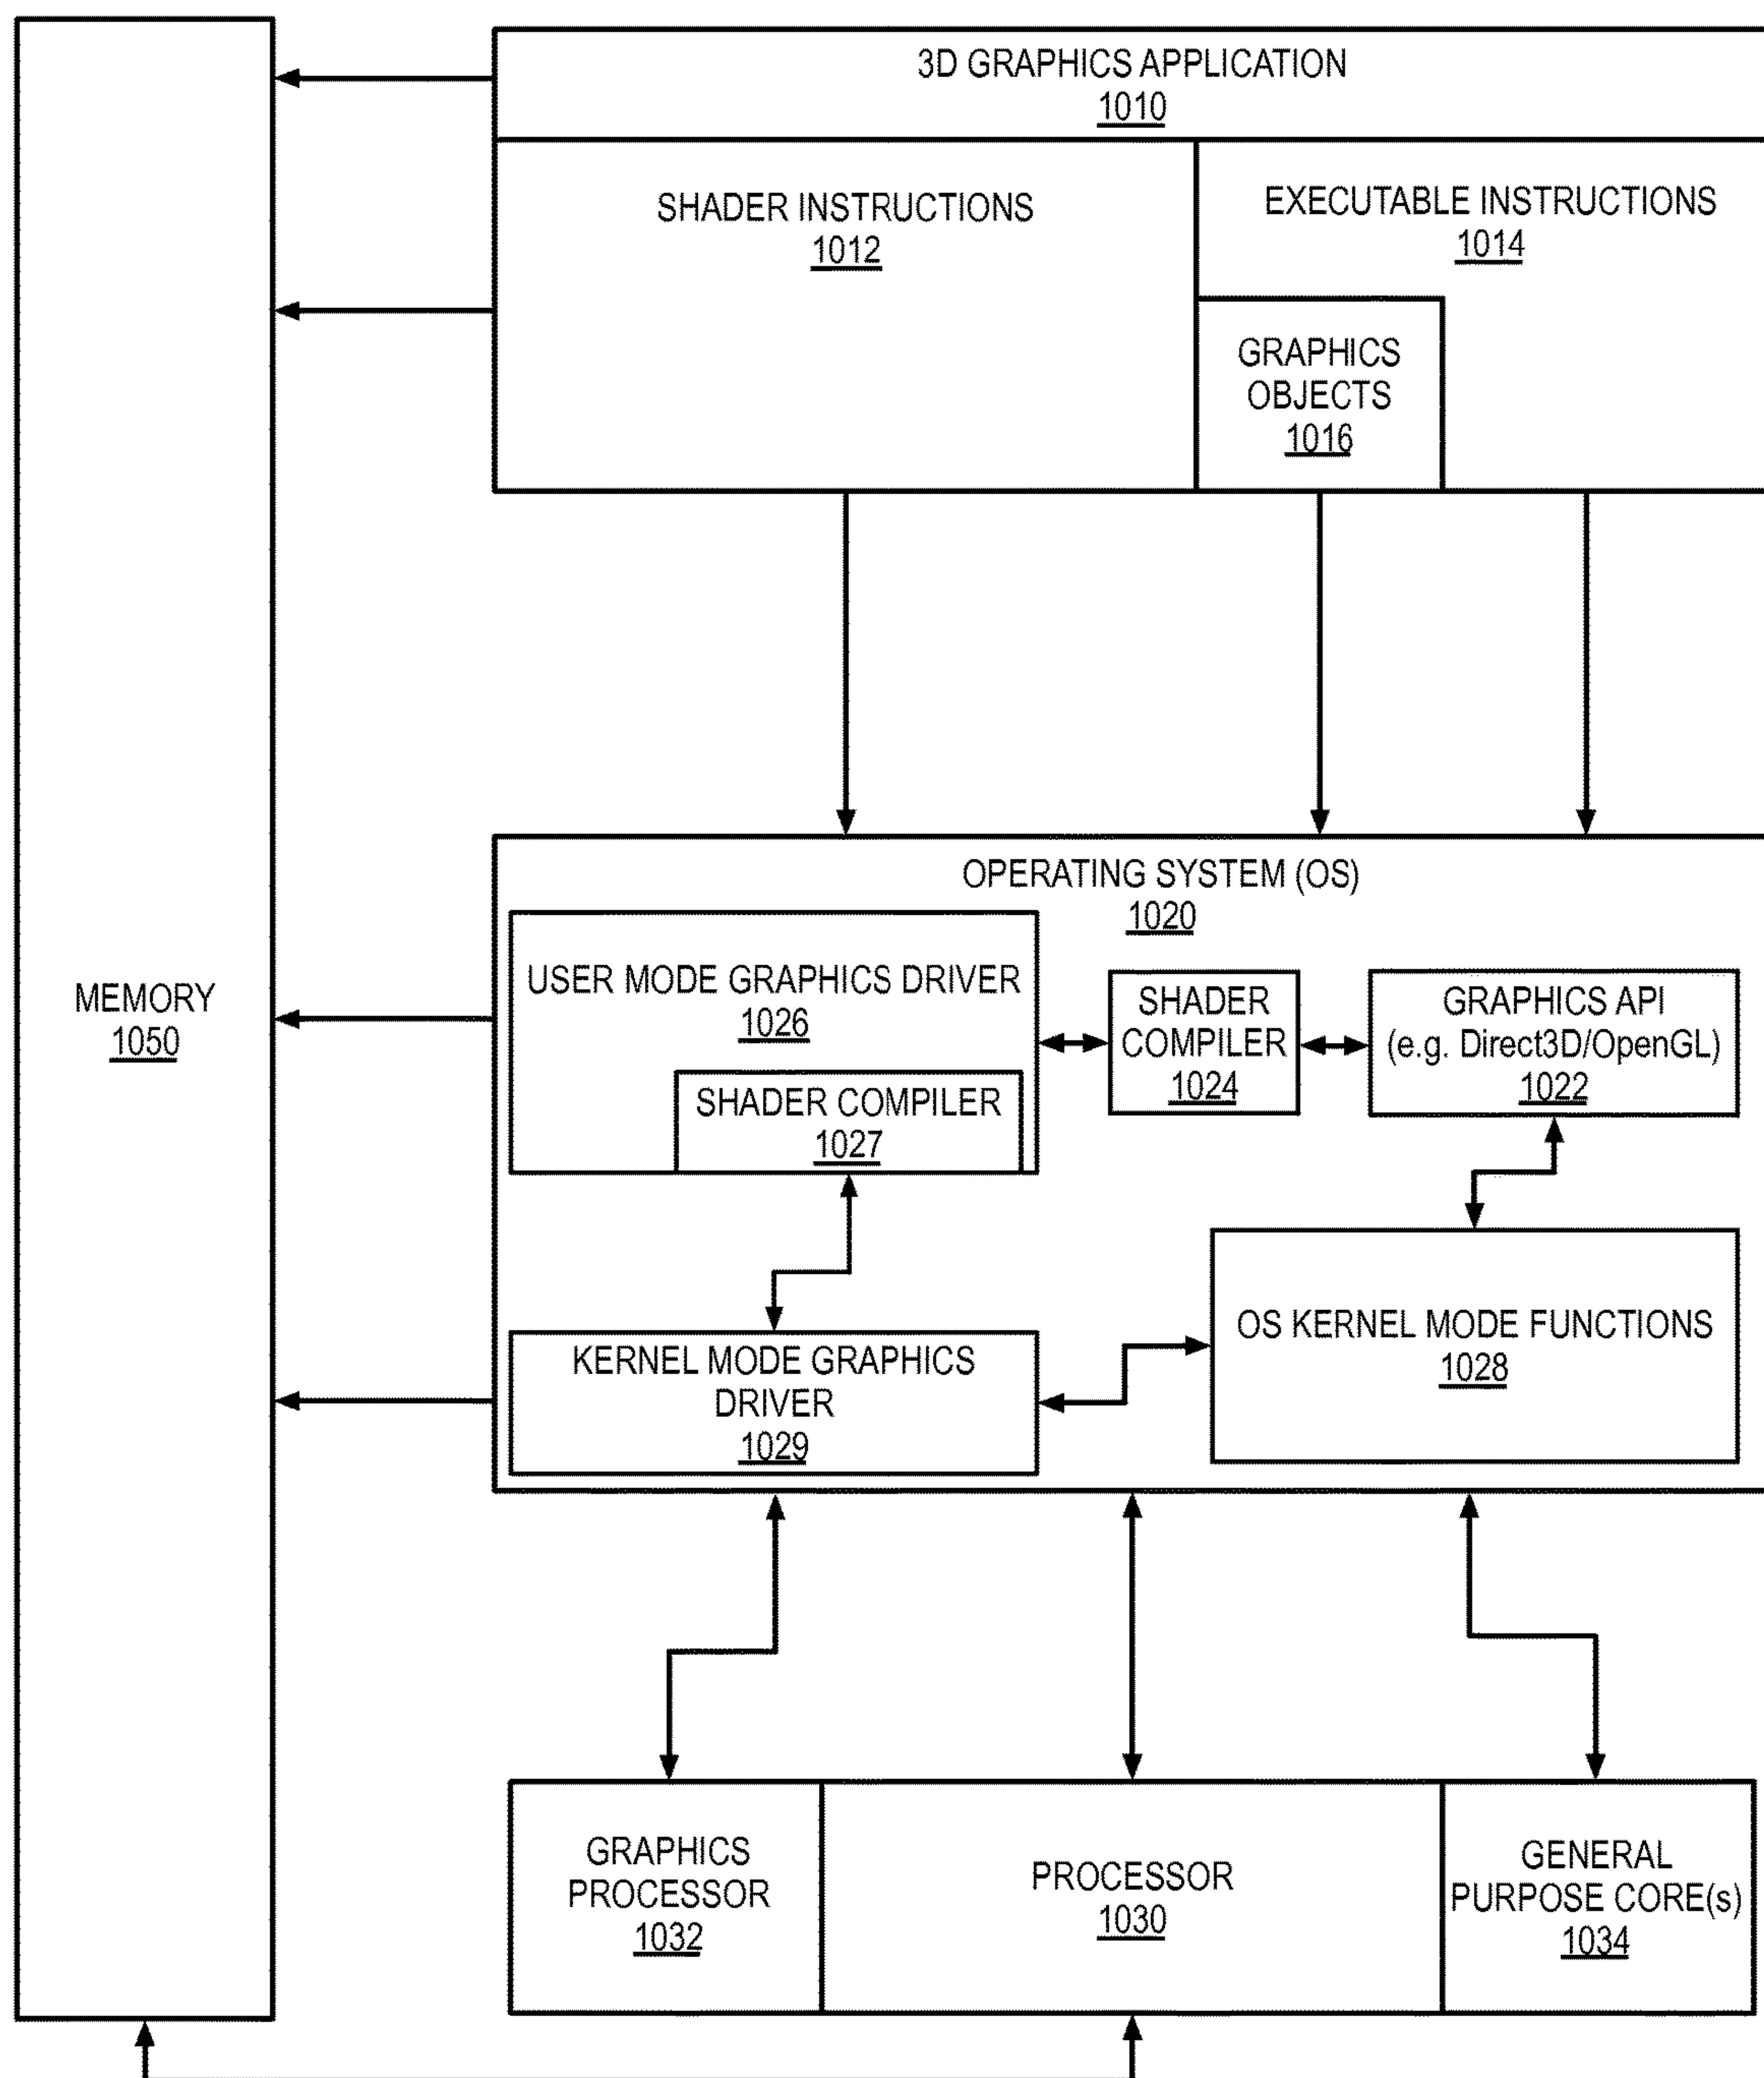 3D GRAPHICS APPLICATION
1010
SHADER INSTRUCTIONS
1012
EXECUTABLE INSTRUCTIONS
1014
GRAPHICS
OBJECTS
1016
MEMORY
1050
OPERATING SYSTEM (OS)
1020
USER MODE GRAPHICS DRIVER
1026
SHADER COMPILER
1027
SHADER
COMPILER
1024
GRAPHICS API
(e.g. Direct3D/OpenGL)
1022
KERNEL MODE GRAPHICS
DRIVER
1029
OS KERNEL MODE FUNCTIONS
1028
GRAPHICS
PROCESSOR
1032
PROCESSOR
1030
GENERAL
PURPOSE CORE(s)
1034